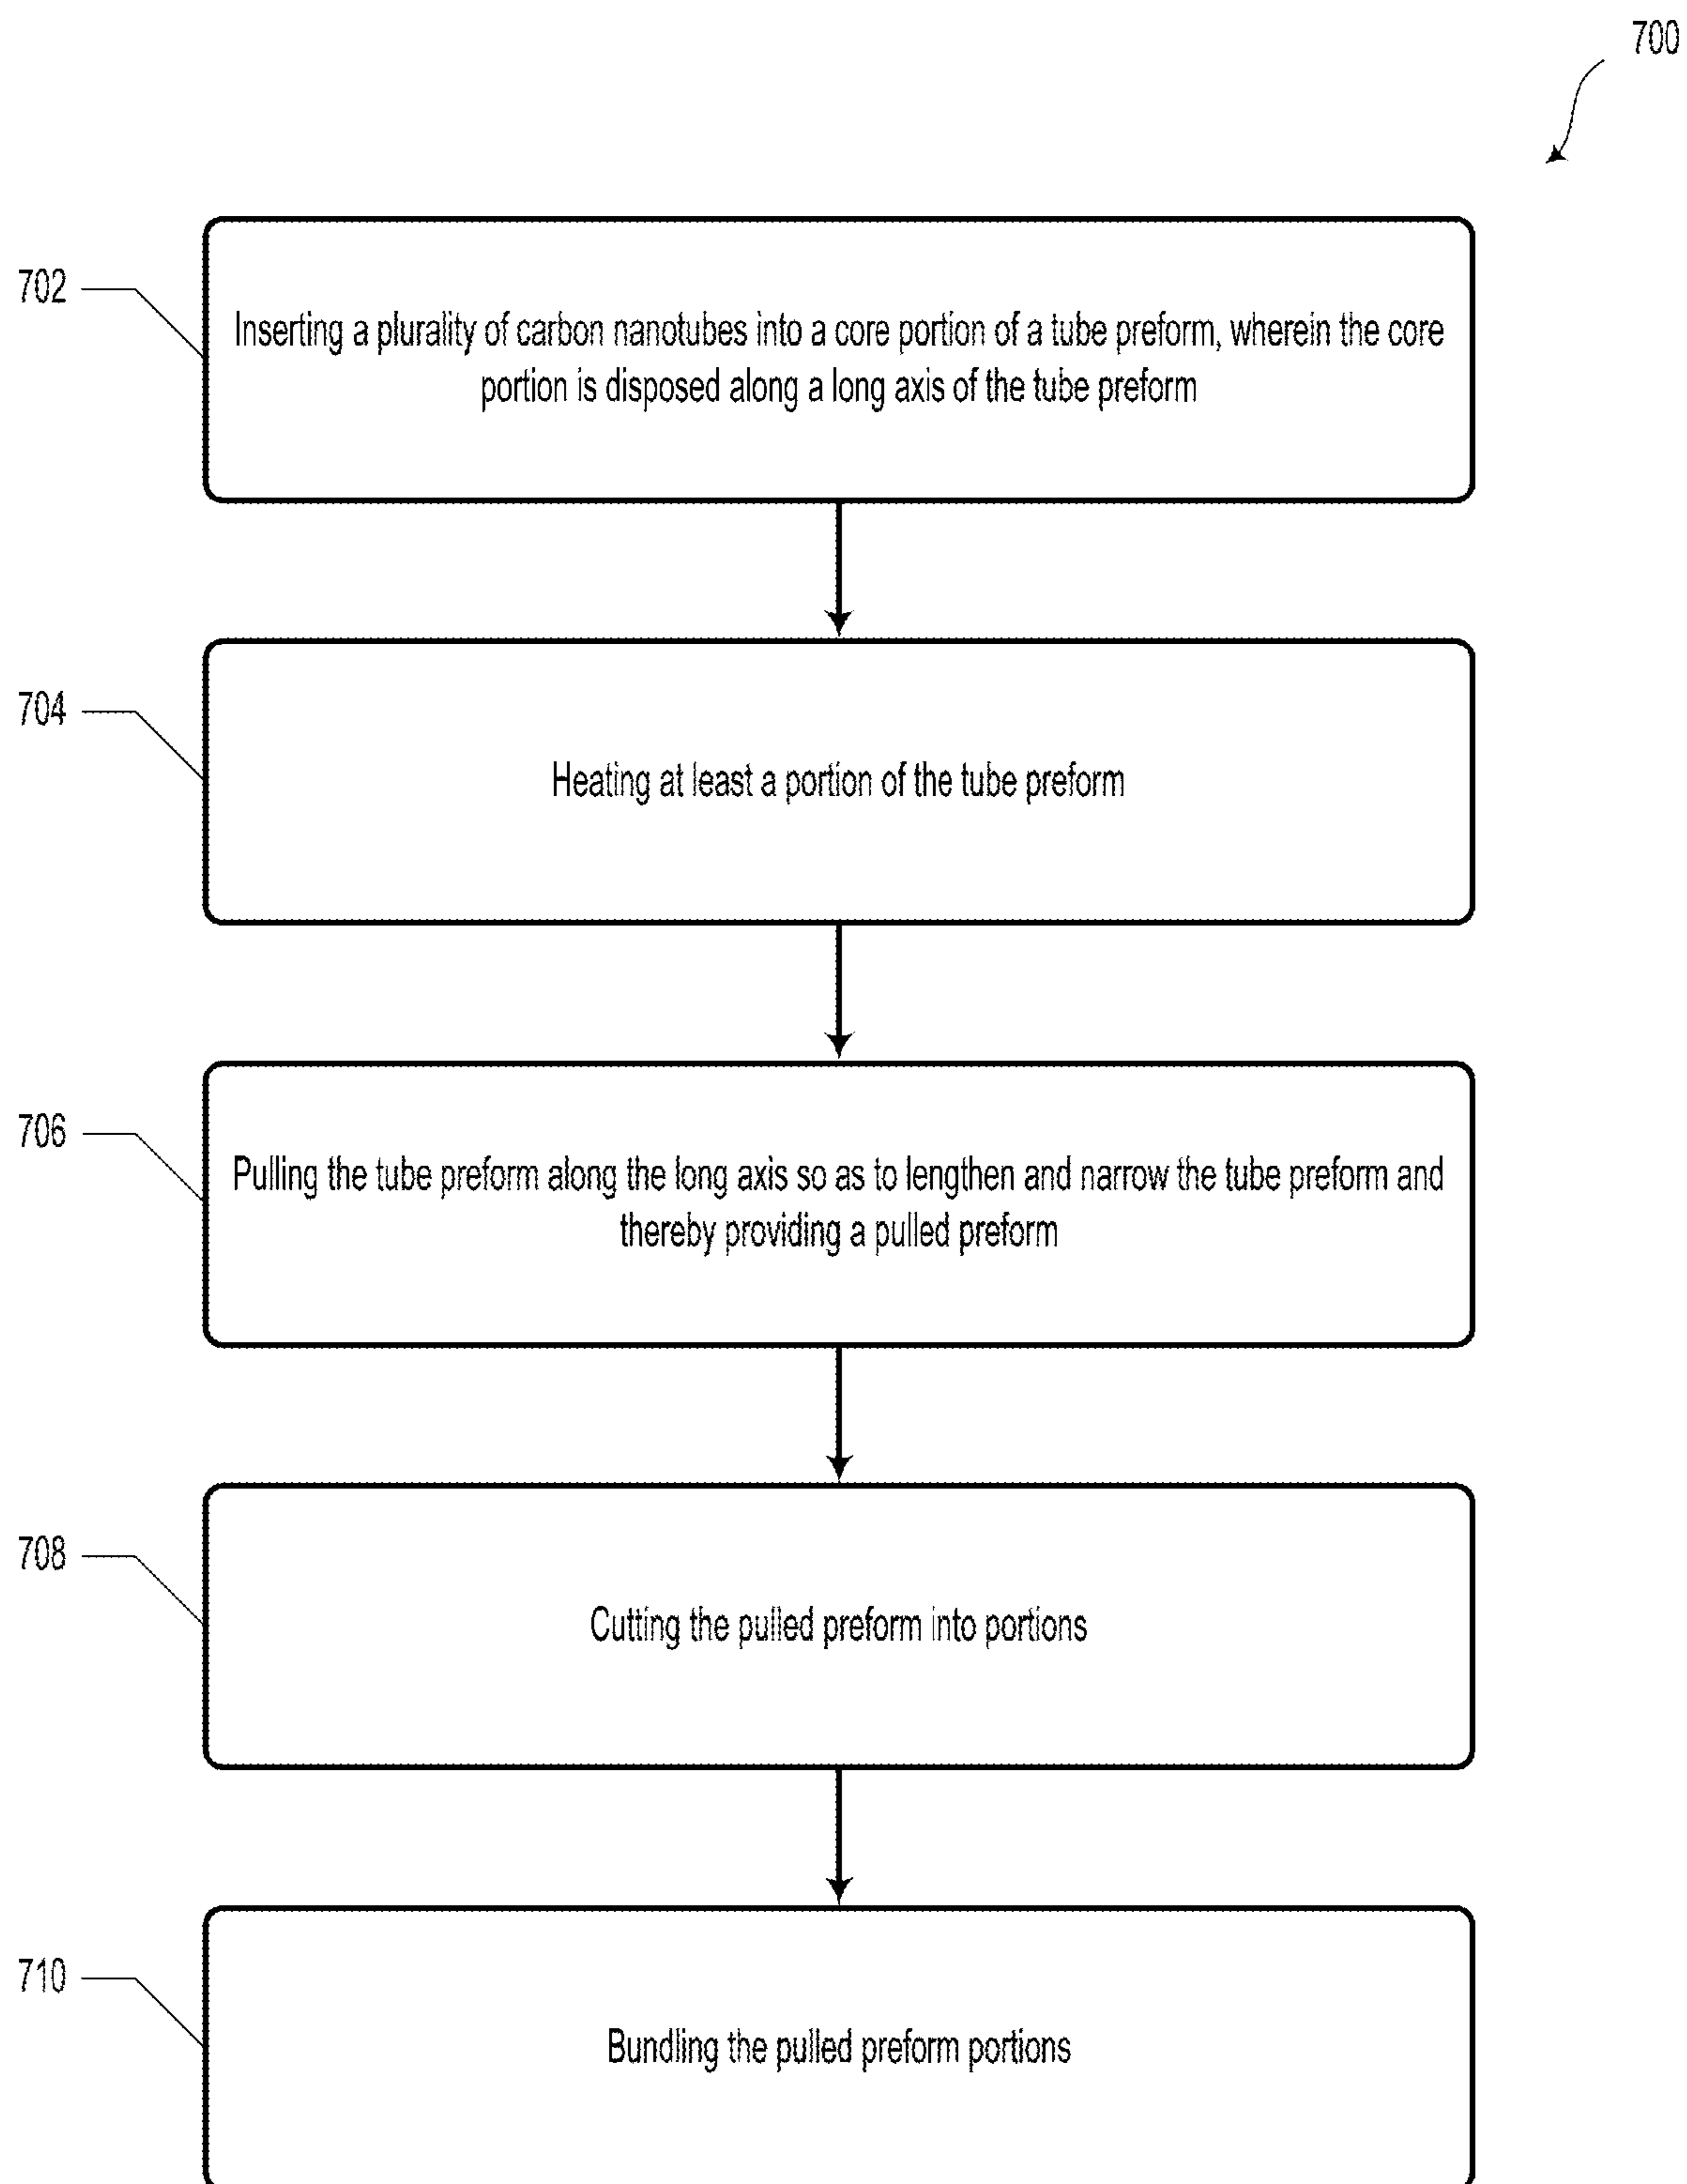 700
702
Inserting a plurality of carbon nanotubes into a core portion of a tube preform, wherein the core
portion is disposed along a long axis of the tube preform
704
Heating at least a portion of the tube preform
706
Pulling the tube preform along the long axis so as to lengthen and narrow the tube preform and
thereby providing a pulled preform
708
Cutting the pulled preform into portions
710
Bundling the pulled preform portions